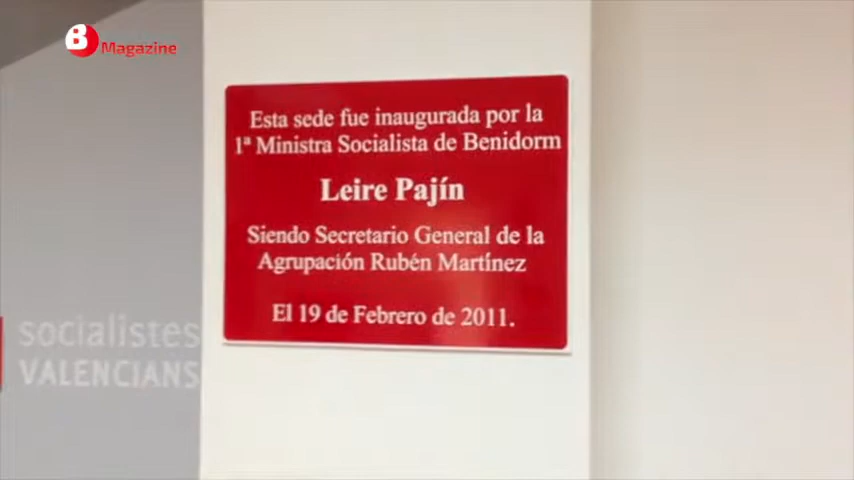 B
Magazine
Esta sede fue inaugurada por la
1ª Ministra Socialista de Benidorm
Leire Pajín
Siendo Secretario General de la
Agrupación Rubén Martínez
El 19 de Febrero de 2011.
socialistes
VALENCIANS